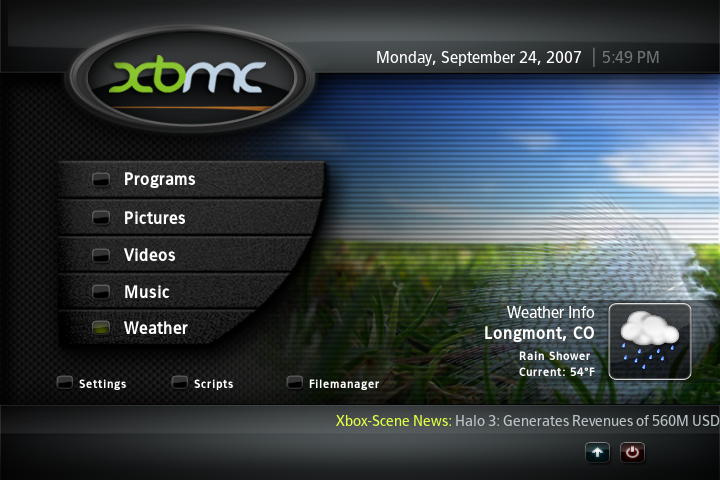 xbmc
Monday, September 24, 2007 | 5:49 PM
Programs
Pictures
Videos
Music
Weather
Weather Info
Longmont, CO
Rain Shower
Current: 54°F
Settings
Scripts
Filemanager
Xbox-Scene News: Halo 3: Generates Revenues of 560M USD